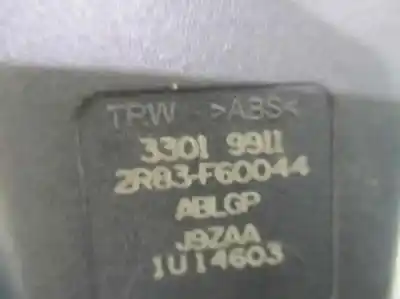 TRW >ABS<
3301 9911
2R83-F60044
ABLGP
J9ZAA
1U14603